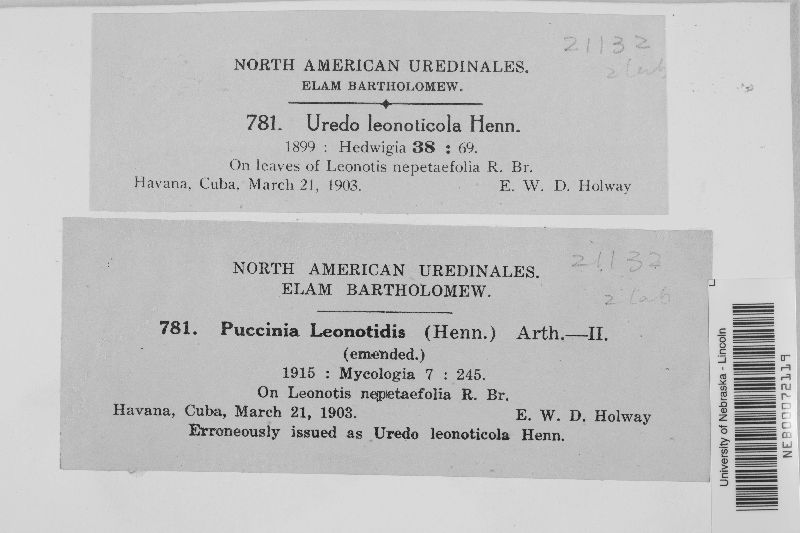 21132
2 lab
NORTH AMERICAN UREDINALES.
ELAM BARTHOLOMEW.
781. Uredo leonoticola Henn.
1899 : Hedwigia 38 : 69.
On leaves of Leonotis nepetaefolia R. Br.
Havana, Cuba, March 21, 1903. E. W. D. Holway
21132
2 lab
NORTH AMERICAN UREDINALES.
ELAM BARTHOLOMEW.
781. Puccinia Leonotidis (Henn.) Arth.—II.
(emended.)
1915 : Mycologia 7 : 245.
On Leonotis nepetaefolia R. Br.
Havana, Cuba, March 21, 1903. E. W. D. Holway
Erroneously issued as Uredo leonoticola Henn.
University of Nebraska - Lincoln
NEB00072119